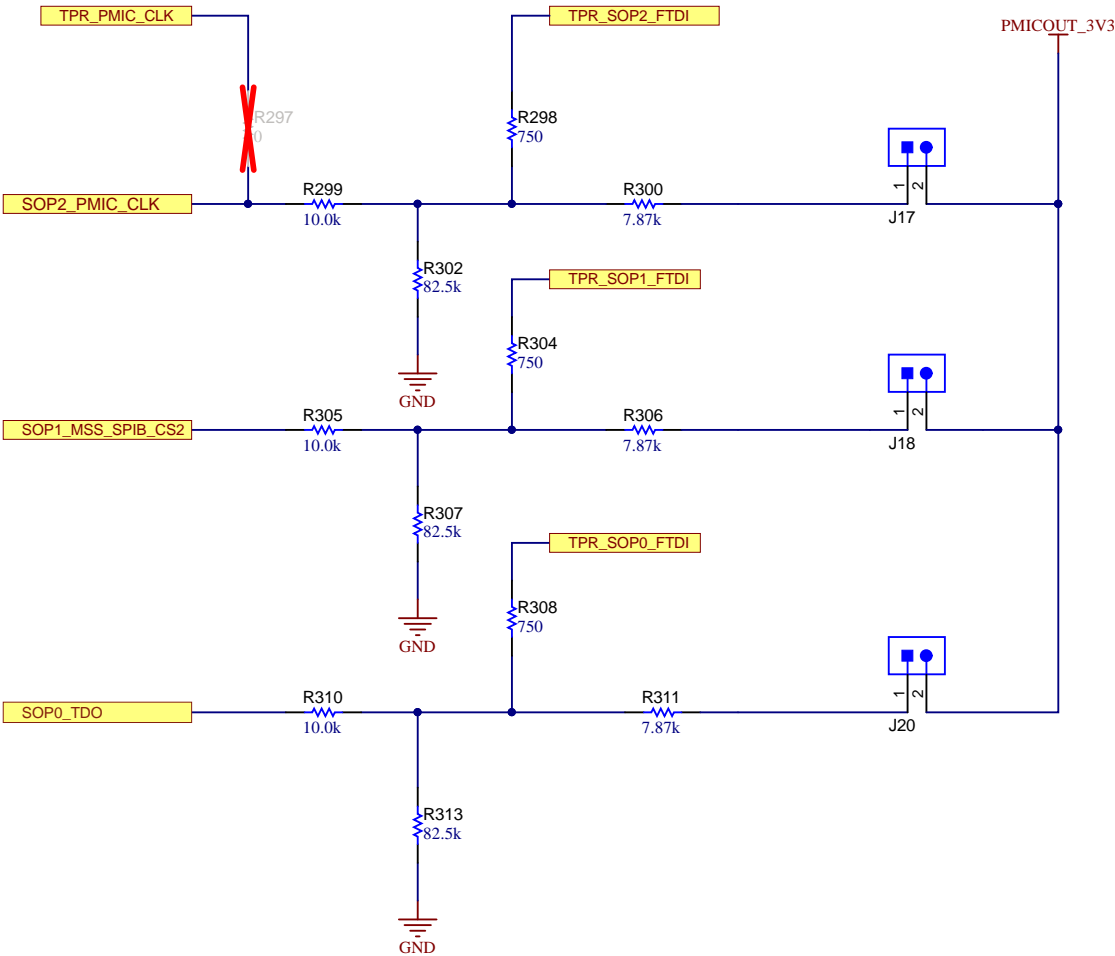 TPR_PMIC_CLK
TPR_SOP2_FTDI
PMICOUT_3V3
R297
0
R298
750
SOP2_PMIC_CLK
R299
10.0k
R300
7.87k
1
2
J17
R302
82.5k
GND
TPR_SOP1_FTDI
R304
750
SOP1_MSS_SPIB_CS2
R305
10.0k
R306
7.87k
1
2
J18
R307
82.5k
GND
TPR_SOP0_FTDI
R308
750
SOP0_TDO
R310
10.0k
R311
7.87k
1
2
J20
R313
82.5k
GND